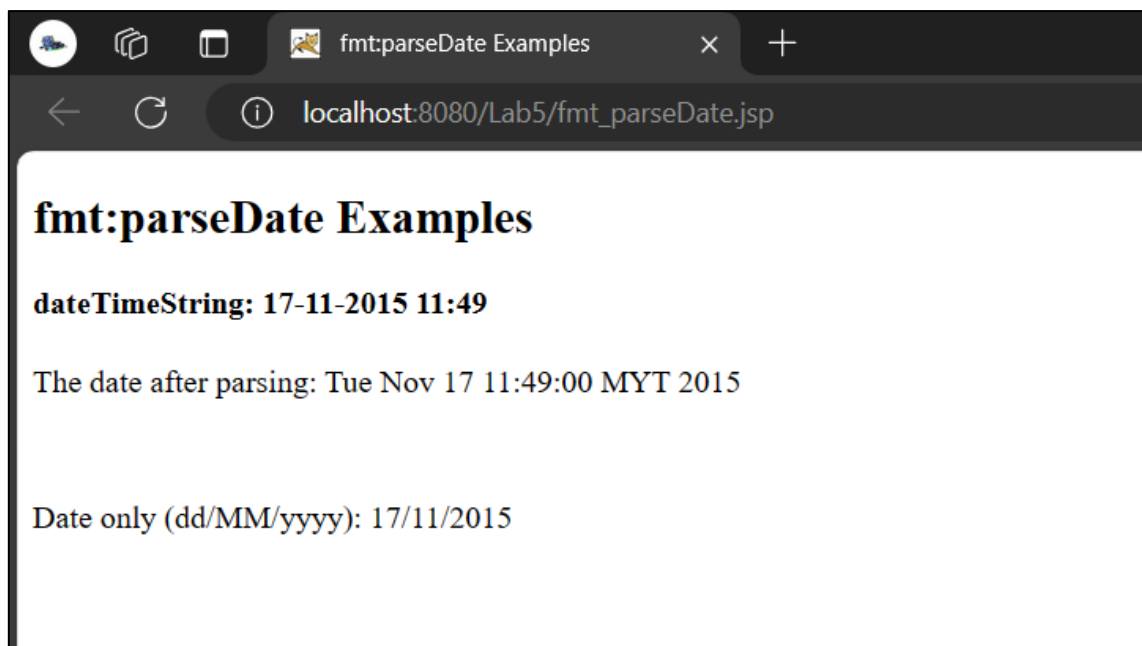 fmt:parseDate Examples
localhost:8080/Lab5/fmt_parseDate.jsp
fmt:parseDate Examples
dateTimeString: 17-11-2015 11:49
The date after parsing: Tue Nov 17 11:49:00 MYT 2015
Date only (dd/MM/yyyy): 17/11/2015